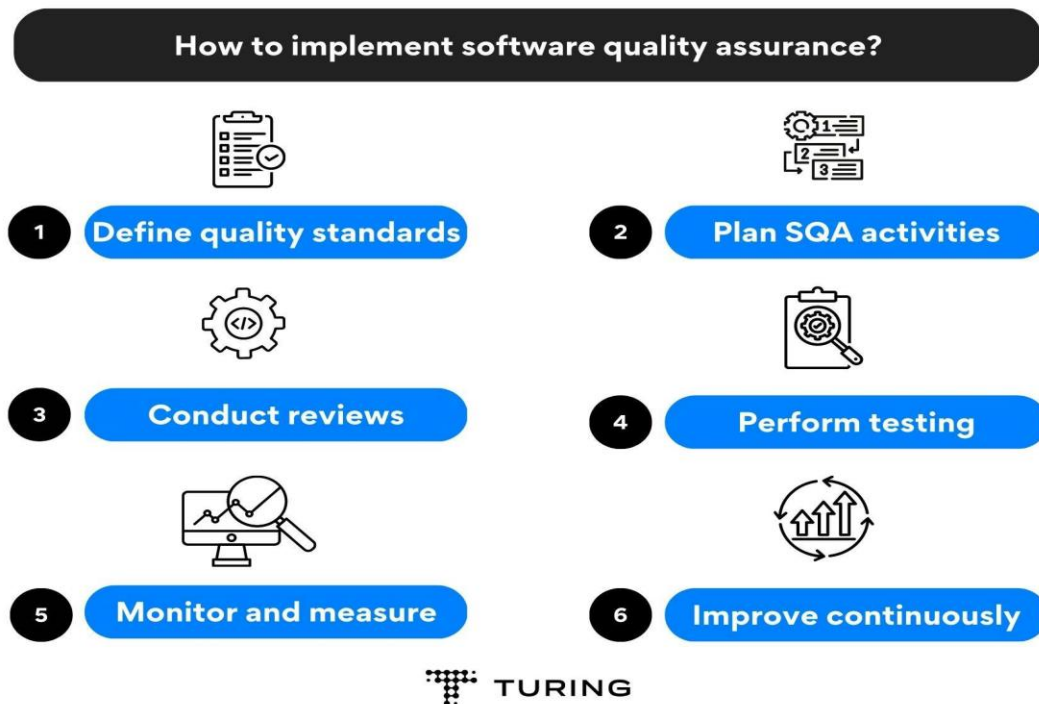 How to implement software quality assurance?
1 Define quality standards
2 Plan SQA activities
3 Conduct reviews
4 Perform testing
5 Monitor and measure
6 Improve continuously
TURING